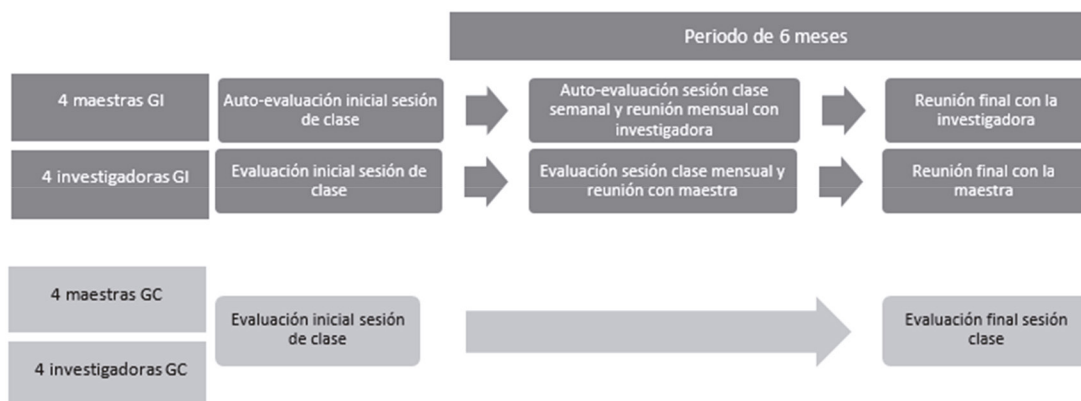 Periodo de 6 meses
4 maestras GI
Auto-evaluación inicial sesión
de clase
Auto-evaluación sesión clase
semanal y reunión mensual con
investigadora
Reunión final con la
investigadora
4 investigadoras GI
Evaluación inicial sesión de
clase
Evaluación sesión clase mensual y
reunión con maestra
Reunión final con la
maestra
4 maestras GC
4 investigadoras GC
Evaluación inicial sesión
de clase
Evaluación final sesión
clase